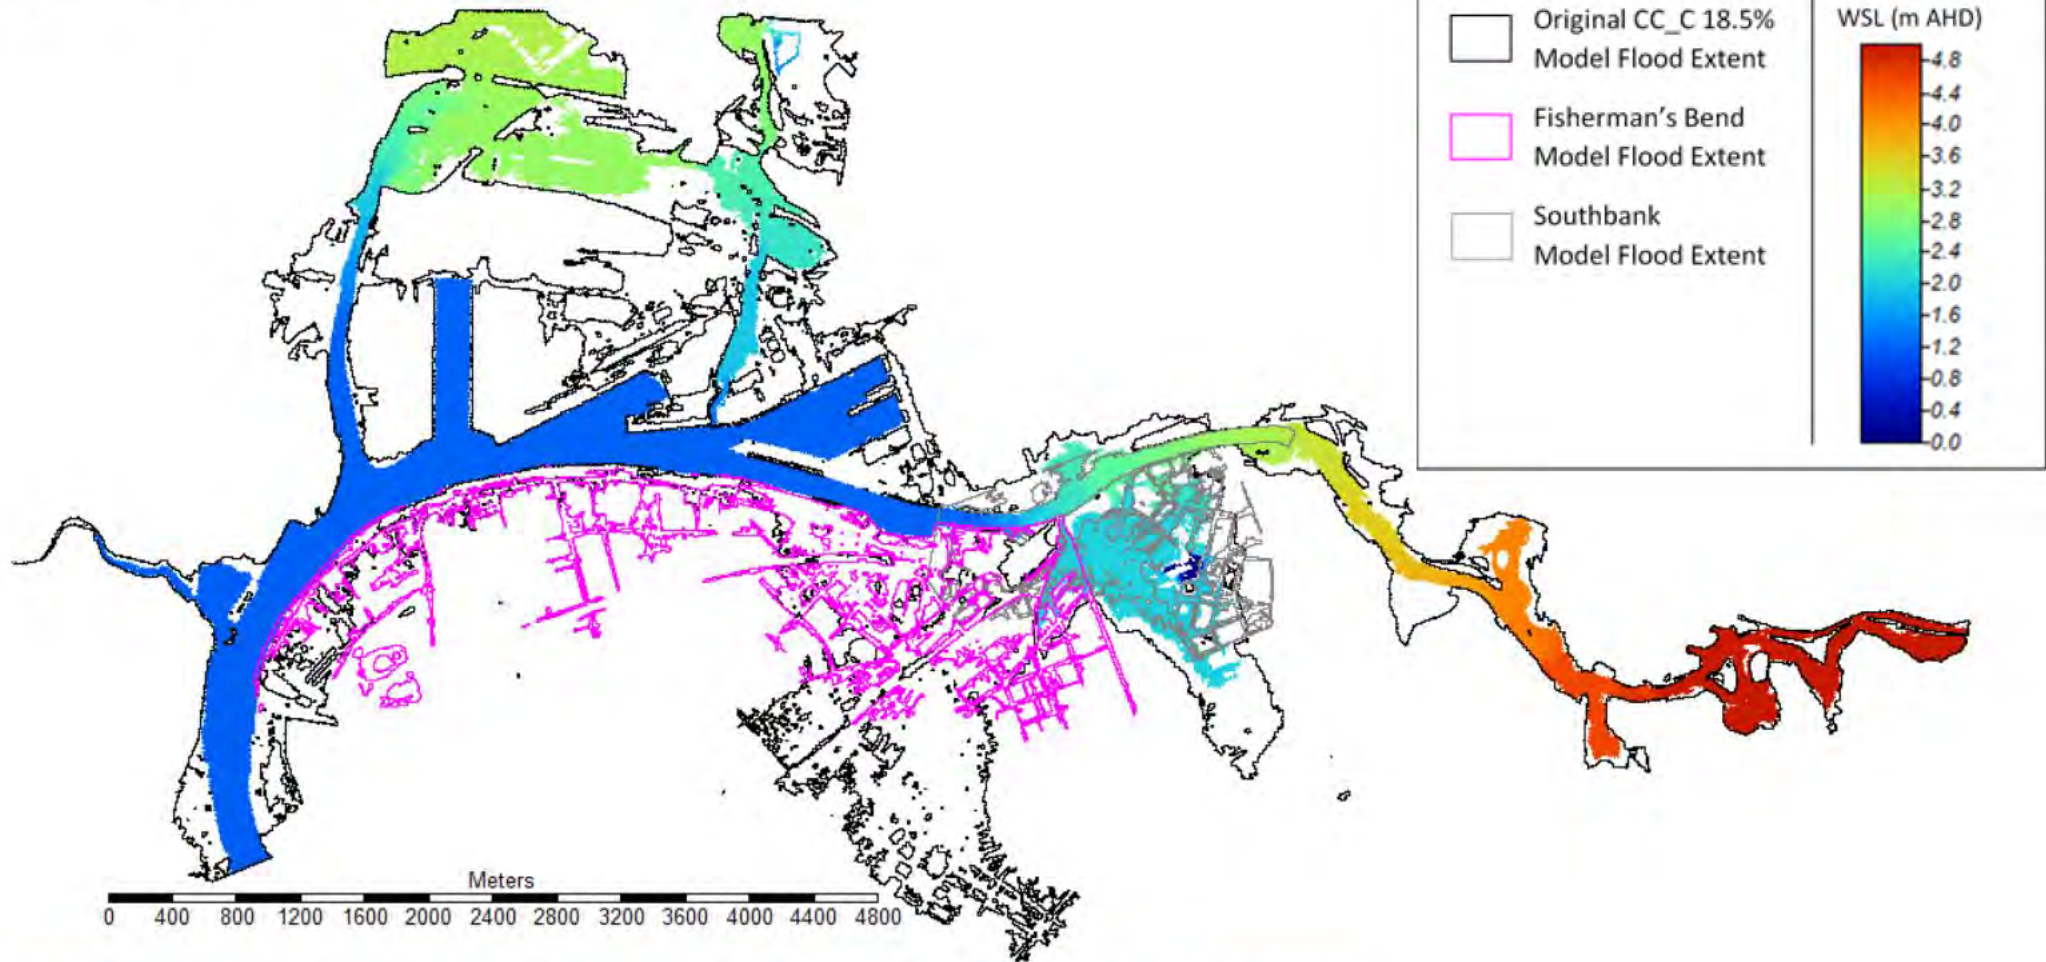 Original CC_C 18.5%
Model Flood Extent
Fisherman's Bend
Model Flood Extent
Southbank
Model Flood Extent
WSL (m AHD)
4.8
4.4
4.0
3.6
3.2
2.8
2.4
2.0
1.6
1.2
0.8
0.4
0.0
Meters
0 400 800 1200 1600 2000 2400 2800 3200 3600 4000 4400 4800